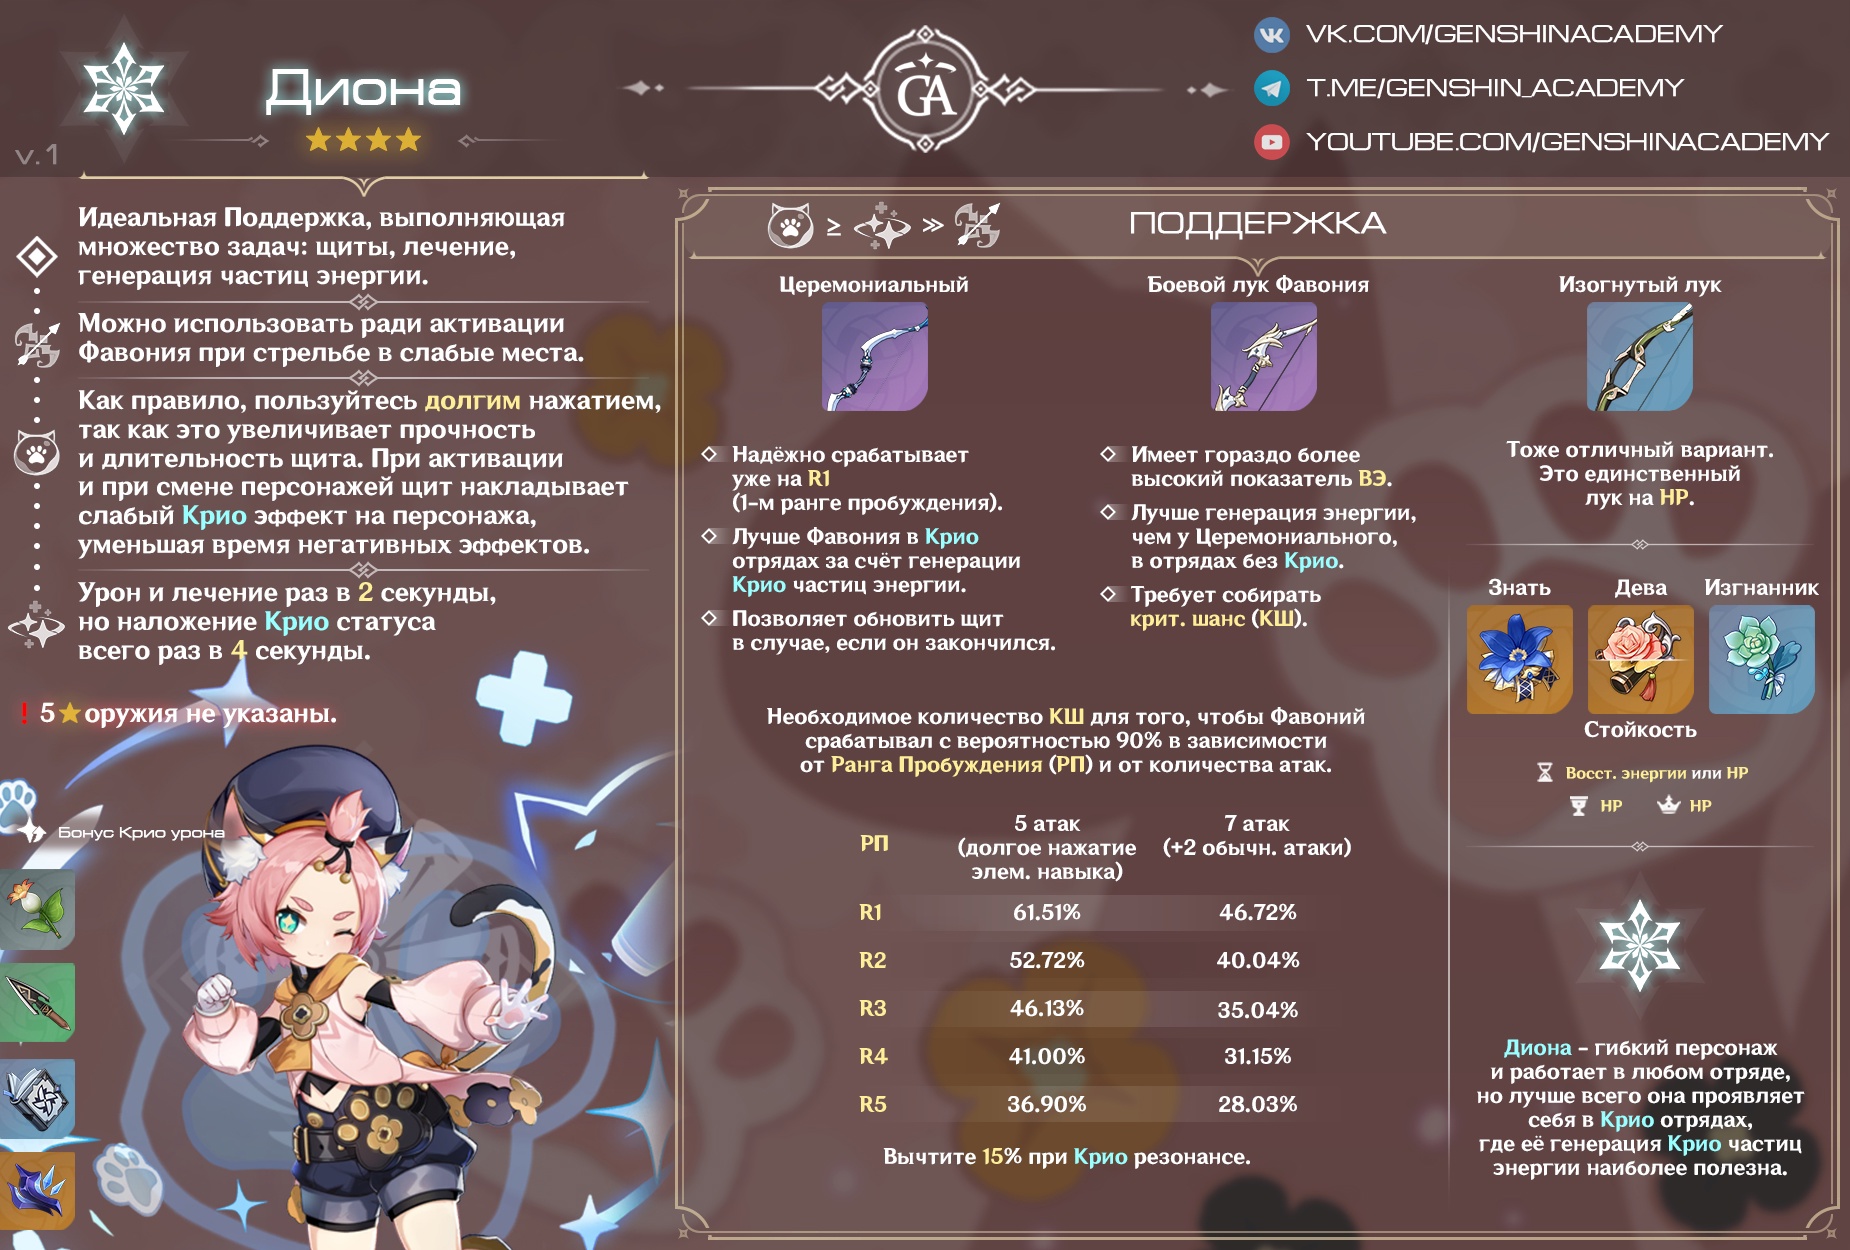 Диона
v.1
GA
VK.COM/GENSHINACADEMY
T.ME/GENSHIN_ACADEMY
YOUTUBE.COM/GENSHINACADEMY
Идеальная Поддержка, выполняющая
множество задач: щиты, лечение,
генерация частиц энергии.
Можно использовать ради активации
Фавония при стрельбе в слабые места.
Как правило, пользуйтесь долгим нажатием,
так как это увеличивает прочность
и длительность щита. При активации
и при смене персонажей щит накладывает
слабый Крио эффект на персонажа,
уменьшая время негативных эффектов.
Урон и лечение раз в 2 секунды,
но наложение Крио статуса
всего раз в 4 секунды.
! 5★ оружия не указаны.
Бонус Крио урона
≥ ≫
ПОДДЕРЖКА
Церемониальный
Надёжно срабатывает
уже на R1
(1-м ранге пробуждения).
Лучше Фавония в Крио
отрядах за счёт генерации
Крио частиц энергии.
Позволяет обновить щит
в случае, если он закончился.
Боевой лук Фавония
Имеет гораздо более
высокий показатель ВЭ.
Лучше генерация энергии,
чем у Церемониального,
в отрядах без Крио.
Требует собирать
крит. шанс (КШ).
Изогнутый лук
Тоже отличный вариант.
Это единственный
лук на HP.
Необходимое количество КШ для того, чтобы Фавоний
срабатывал с вероятностью 90% в зависимости
от Ранга Пробуждения (РП) и от количества атак.
РП
5 атак
(долгое нажатие
элем. навыка)
7 атак
(+2 обычн. атаки)
R1 61.51% 46.72%
R2 52.72% 40.04%
R3 46.13% 35.04%
R4 41.00% 31.15%
R5 36.90% 28.03%
Вычтите 15% при Крио резонансе.
Знать Дева Изгнанник
Стойкость
Восст. энергии или HP
HP HP
Диона – гибкий персонаж
и работает в любом отряде,
но лучше всего она проявляет
себя в Крио отрядах,
где её генерация Крио частиц
энергии наиболее полезна.